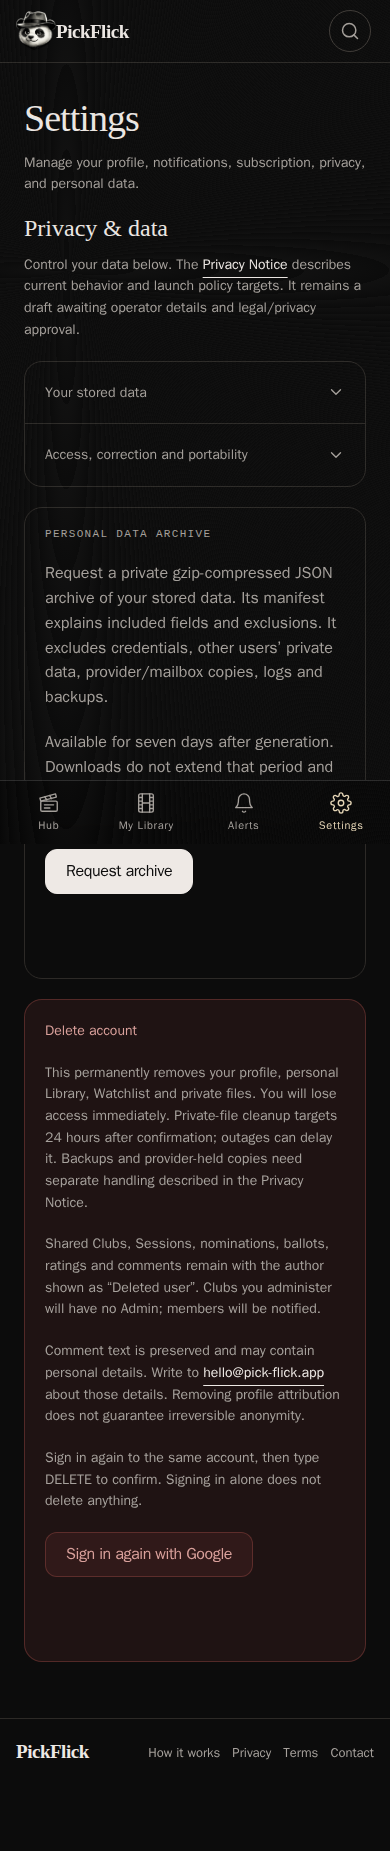 PickFlick
Settings
Manage your profile, notifications, subscription, privacy,
and personal data.
Privacy & data
Control your data below. The Privacy Notice describes
current behavior and launch policy targets. It remains a
draft awaiting operator details and legal/privacy
approval.
Your stored data
Access, correction and portability
PERSONAL DATA ARCHIVE
Request a private gzip-compressed JSON
archive of your stored data. Its manifest
explains included fields and exclusions. It
excludes credentials, other users’ private
data, provider/mailbox copies, logs and
backups.
Available for seven days after generation.
Downloads do not extend that period and
Hub
My Library
Alerts
Settings
Request archive
Delete account
This permanently removes your profile, personal
Library, Watchlist and private files. You will lose
access immediately. Private-file cleanup targets
24 hours after confirmation; outages can delay
it. Backups and provider-held copies need
separate handling described in the Privacy
Notice.
Shared Clubs, Sessions, nominations, ballots,
ratings and comments remain with the author
shown as “Deleted user”. Clubs you administer
will have no Admin; members will be notified.
Comment text is preserved and may contain
personal details. Write to hello@pick-flick.app
about those details. Removing profile attribution
does not guarantee irreversible anonymity.
Sign in again to the same account, then type
DELETE to confirm. Signing in alone does not
delete anything.
Sign in again with Google
PickFlick
How it works
Privacy
Terms
Contact